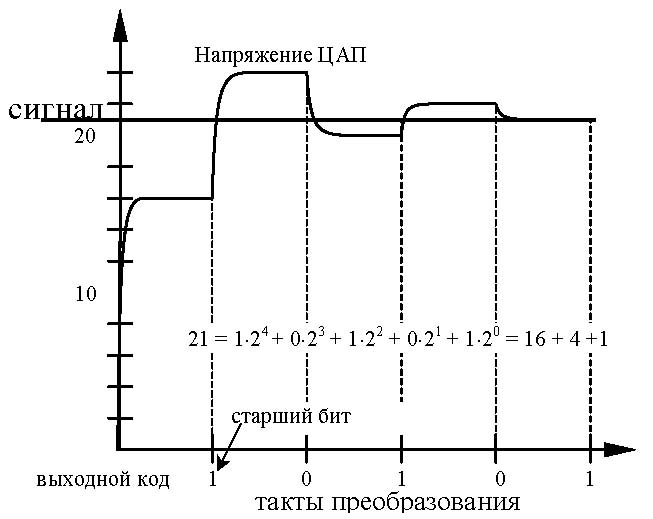 Напряжение ЦАП
сигнал
20
10
21 = 1·2⁴ + 0·2³ + 1·2² + 0·2¹ + 1·2⁰ = 16 + 4 +1
старший бит
выходной код 1 0 1 0 1
такты преобразования